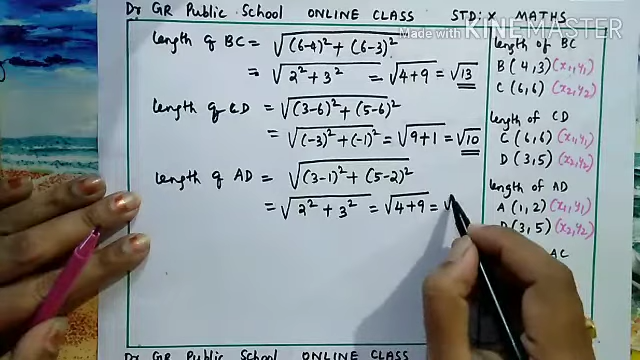 Dr GR Public School ONLINE CLASS STD: X MATHS
Made with KINEMASTER
length of BC = √(6-4)² + (6-3)²
= √2² + 3² = √4+9 = √13
length of CD = √(3-6)² + (5-6)²
= √(-3)² + (-1)² = √9+1 = √10
length of AD = √(3-1)² + (5-2)²
= √2² + 3² = √4+9 = √
length of BC
B (4,3) (x₁,y₁)
C (6,6) (x₂,y₂)
length of CD
C (6,6) (x₁,y₁)
D (3,5) (x₂,y₂)
length of AD
A (1,2) (x₁,y₁)
D (3,5) (x₂,y₂)
AC
Dr GR Public School ONLINE CLASS